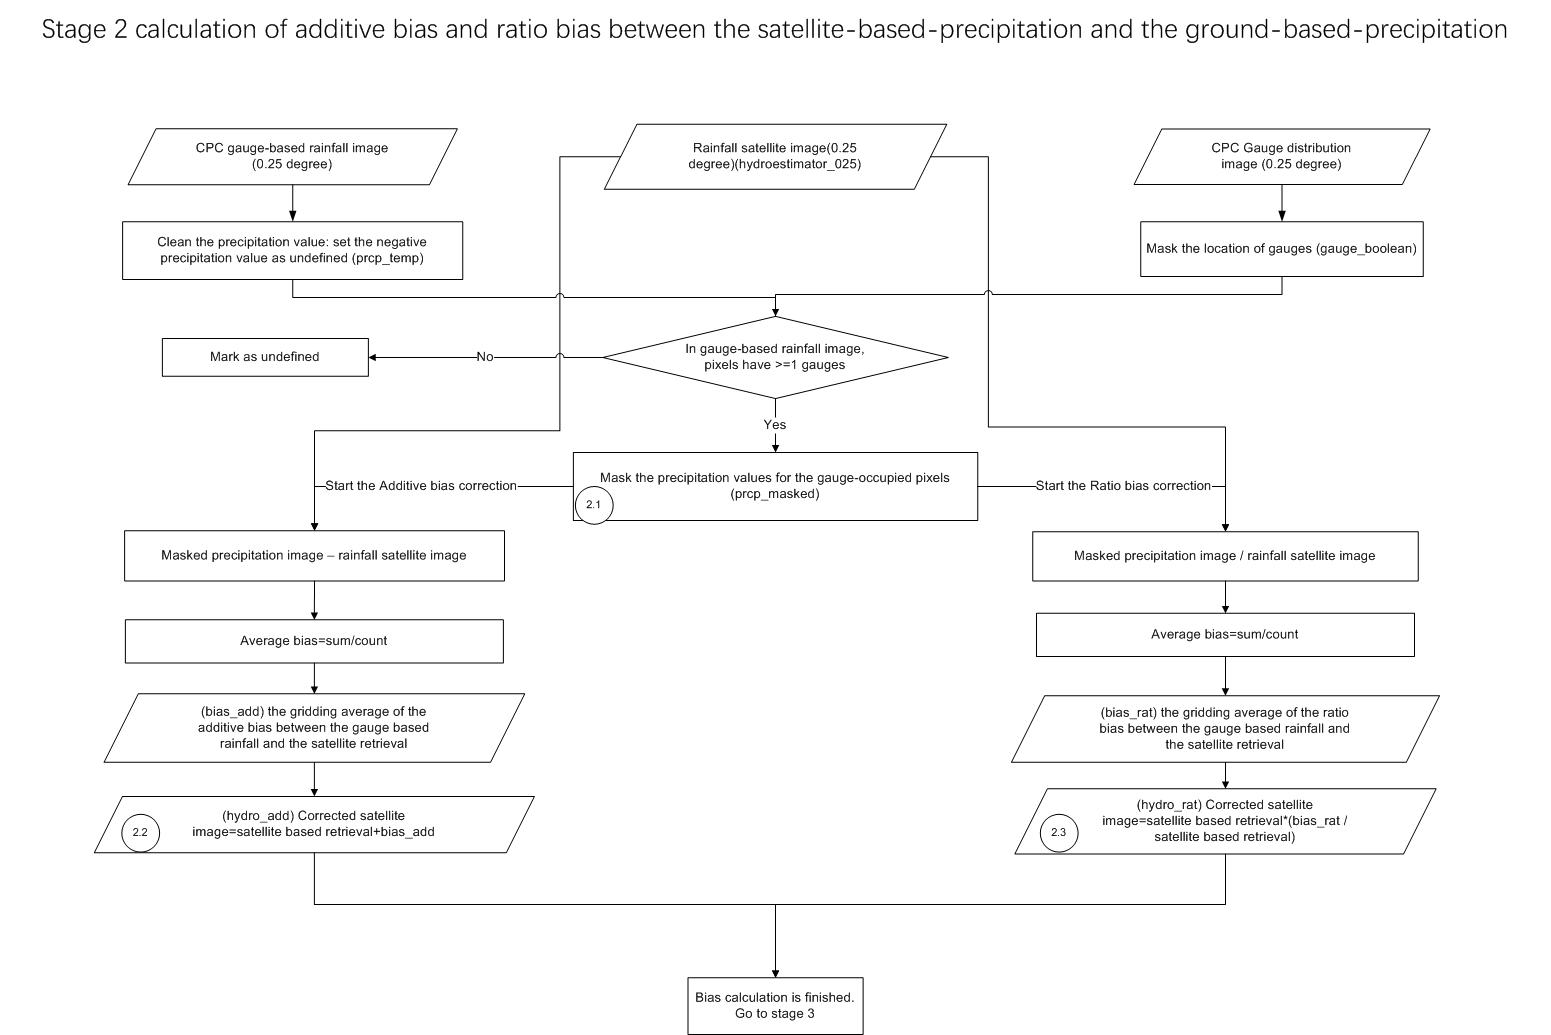 Stage 2 calculation of additive bias and ratio bias between the satellite-based-precipitation and the ground-based-precipitation
CPC gauge-based rainfall image
(0.25 degree)
Rainfall satellite image(0.25
degree)(hydroestimator_025)
CPC Gauge distribution
image (0.25 degree)
Clean the precipitation value: set the negative
precipitation value as undefined (prcp_temp)
Mask the location of gauges (gauge_boolean)
Mark as undefined
No
In gauge-based rainfall image,
pixels have >=1 gauges
Yes
Start the Additive bias correction
Mask the precipitation values for the gauge-occupied pixels
(prcp_masked)
2.1
Start the Ratio bias correction
Masked precipitation image – rainfall satellite image
Masked precipitation image / rainfall satellite image
Average bias=sum/count
Average bias=sum/count
(bias_add) the gridding average of the
additive bias between the gauge based
rainfall and the satellite retrieval
(bias_rat) the gridding average of the ratio
bias between the gauge based rainfall and
the satellite retrieval
2.2
(hydro_add) Corrected satellite
image=satellite based retrieval+bias_add
2.3
(hydro_rat) Corrected satellite
image=satellite based retrieval*(bias_rat /
satellite based retrieval)
Bias calculation is finished.
Go to stage 3